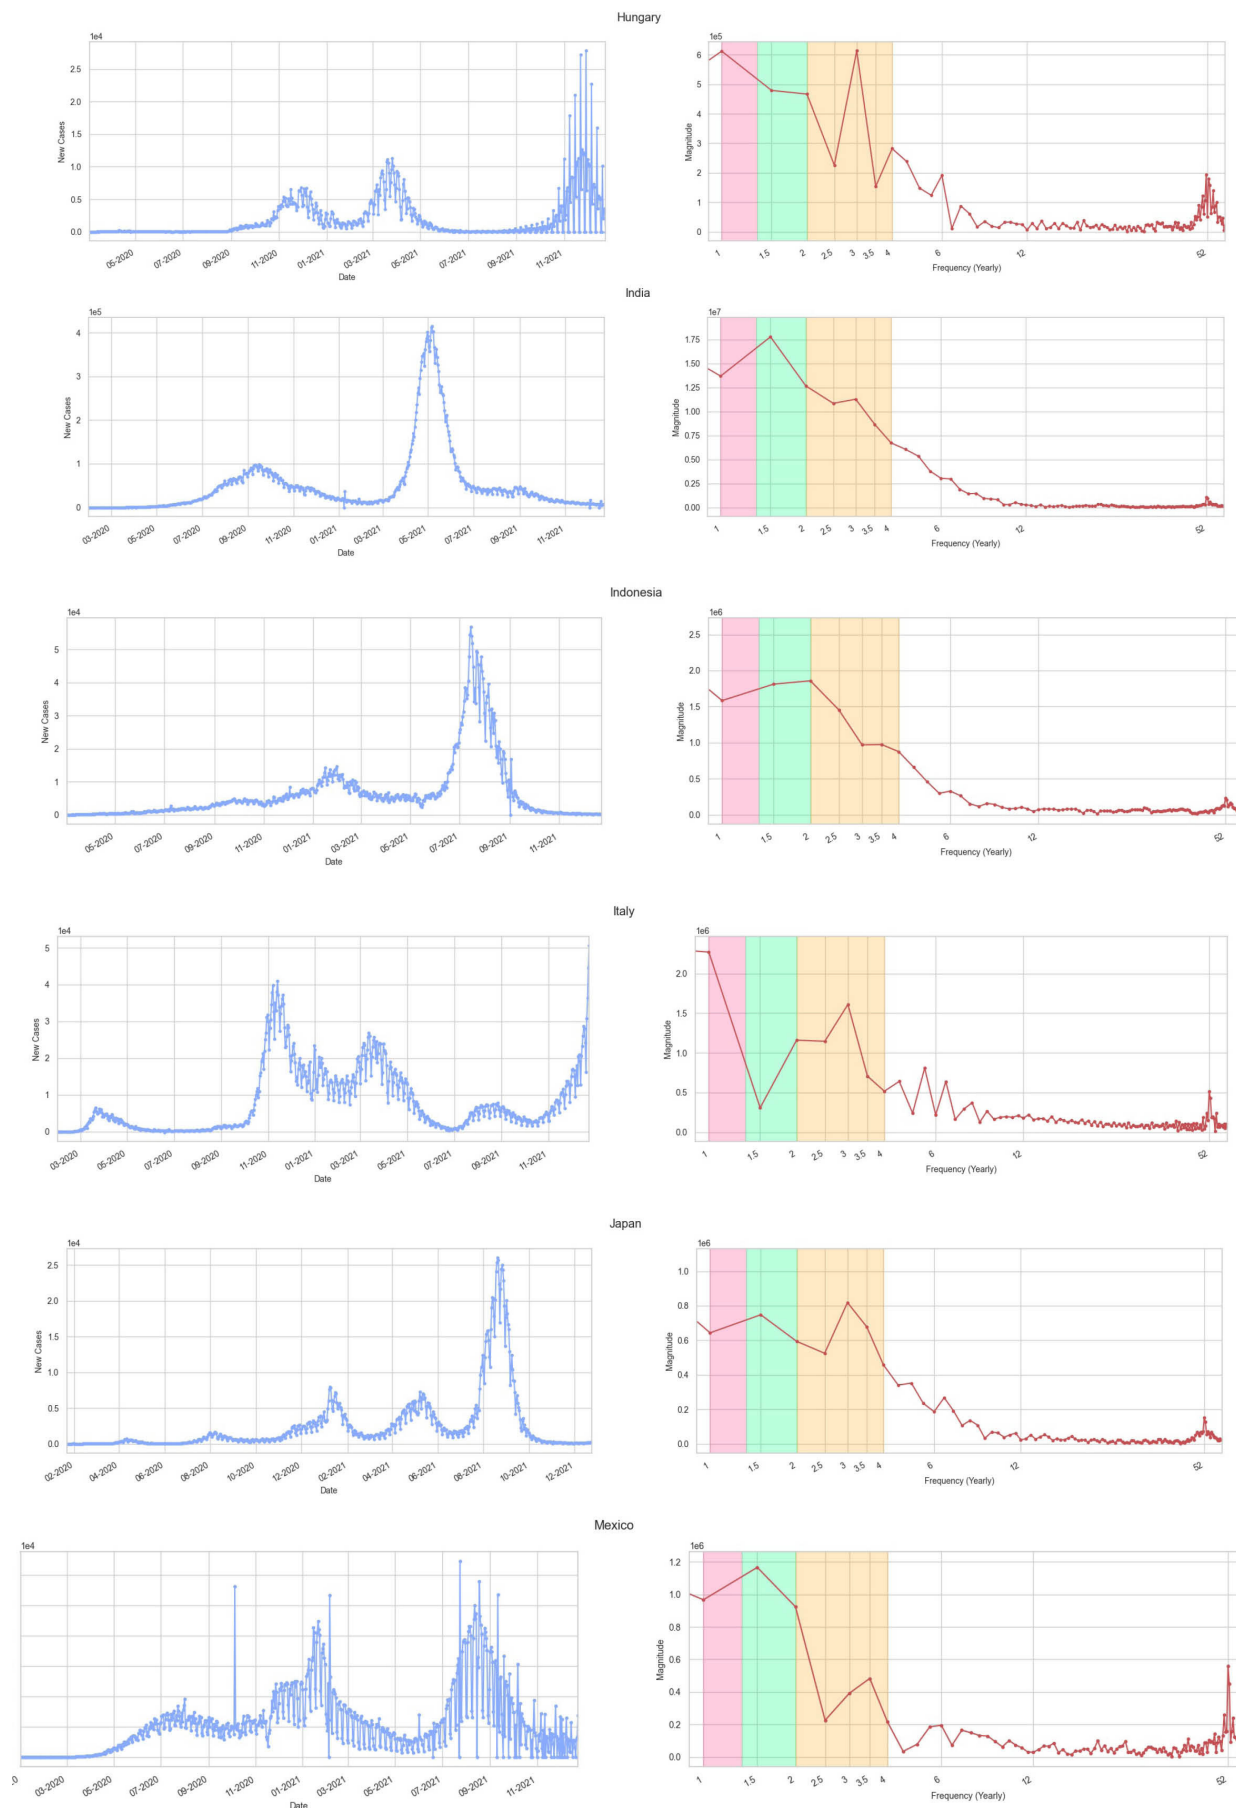 Hungary
1e4
2.5
2.0
1.5
1.0
0.5
0.0
New Cases
05-2020 07-2020 09-2020 11-2020 01-2021 03-2021 05-2021 07-2021 09-2021 11-2021
Date
1e5
6
5
4
3
2
1
0
Magnitude
1 1.5 2 2.5 3 3.5 4 6 12 52
Frequency (Yearly)
India
1e5
4
3
2
1
0
New Cases
03-2020 05-2020 07-2020 09-2020 11-2020 01-2021 03-2021 05-2021 07-2021 09-2021 11-2021
Date
1e7
1.75
1.50
1.25
1.00
0.75
0.50
0.25
0.00
Magnitude
1 1.5 2 2.5 3 3.5 4 6 12 52
Frequency (Yearly)
Indonesia
1e4
5
4
3
2
1
0
New Cases
05-2020 07-2020 09-2020 11-2020 01-2021 03-2021 05-2021 07-2021 09-2021 11-2021
Date
1e6
2.5
2.0
1.5
1.0
0.5
0.0
Magnitude
1 1.5 2 2.5 3 3.5 4 6 12 52
Frequency (Yearly)
Italy
1e4
5
4
3
2
1
0
New Cases
03-2020 05-2020 07-2020 09-2020 11-2020 01-2021 03-2021 05-2021 07-2021 09-2021 11-2021
Date
1e6
2.0
1.5
1.0
0.5
0.0
Magnitude
1 1.5 2 2.5 3 3.5 4 6 12 52
Frequency (Yearly)
Japan
1e4
2.5
2.0
1.5
1.0
0.5
0.0
New Cases
02-2020 04-2020 06-2020 08-2020 10-2020 12-2020 02-2021 04-2021 06-2021 08-2021 10-2021 12-2021
Date
1e6
1.0
0.8
0.6
0.4
0.2
0.0
Magnitude
1 1.5 2 2.5 3 3.5 4 6 12 52
Frequency (Yearly)
Mexico
1e4
.0 03-2020 05-2020 07-2020 09-2020 11-2020 01-2021 03-2021 05-2021 07-2021 09-2021 11-2021
Date
1e6
1.2
1.0
0.8
0.6
0.4
0.2
0.0
Magnitude
1 1.5 2 2.5 3 3.5 4 6 12 52
Frequency (Yearly)